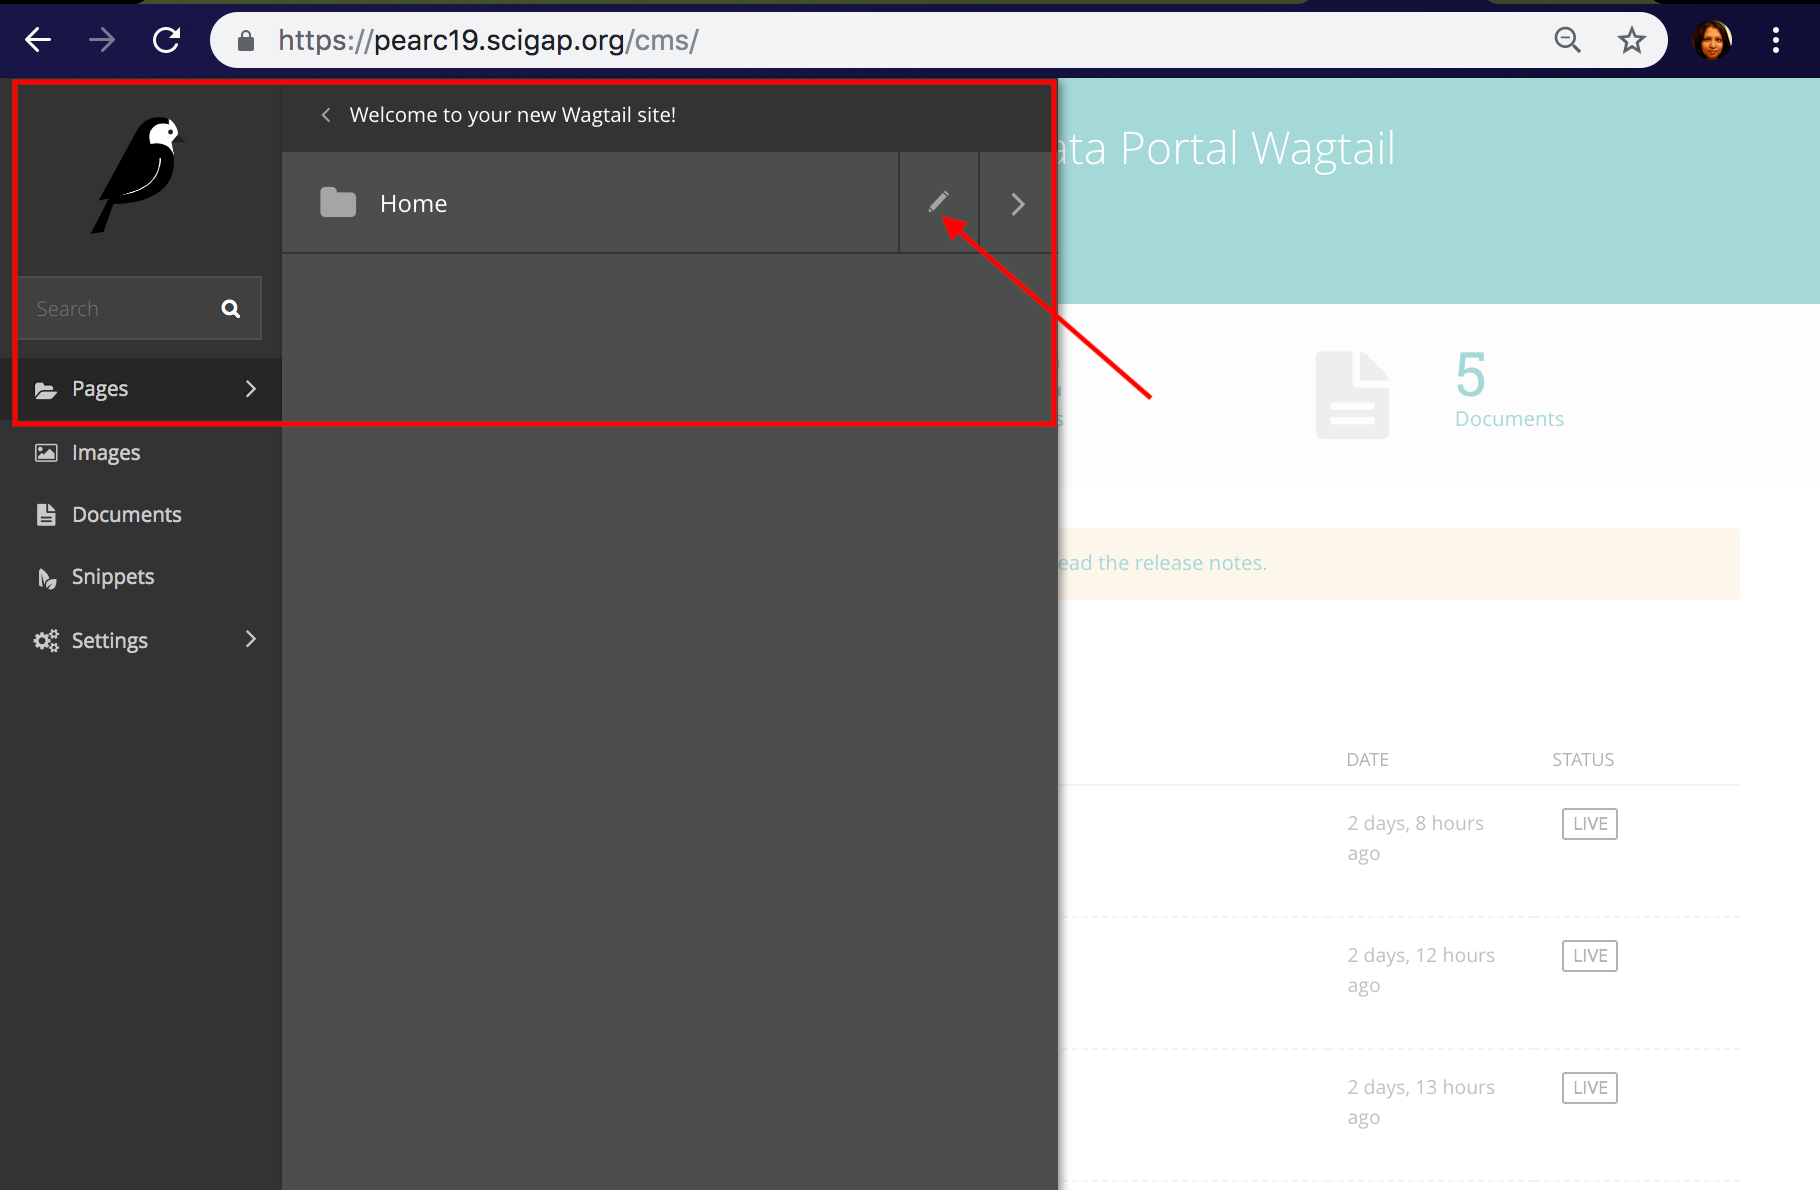 https://pearc19.scigap.org/cms/
Welcome to your new Wagtail site!
Home
Search
Pages
Images
Documents
Snippets
Settings
Portal Wagtail
5
Documents
the release notes.
DATE
STATUS
2 days, 8 hours
ago
LIVE
2 days, 12 hours
ago
LIVE
2 days, 13 hours
ago
LIVE